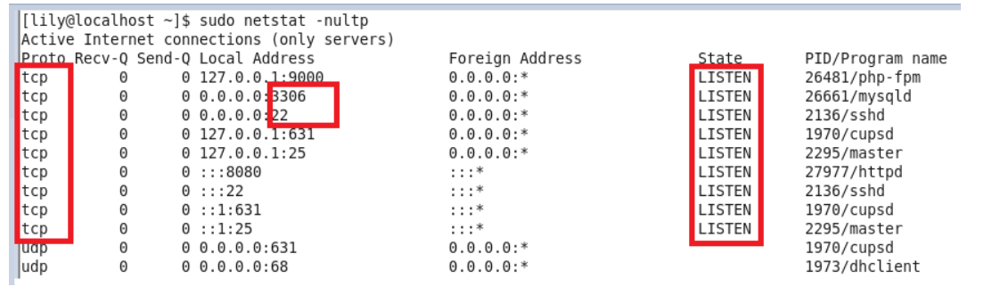 [lily@localhost ~]$ sudo netstat -nultp
Active Internet connections (only servers)
Proto Recv-Q Send-Q Local Address Foreign Address State PID/Program name
tcp 0 0 127.0.0.1:9000 0.0.0.0:* LISTEN 26481/php-fpm
tcp 0 0 0.0.0.0:3306 0.0.0.0:* LISTEN 26661/mysqld
tcp 0 0 0.0.0.0:22 0.0.0.0:* LISTEN 2136/sshd
tcp 0 0 127.0.0.1:631 0.0.0.0:* LISTEN 1970/cupsd
tcp 0 0 127.0.0.1:25 0.0.0.0:* LISTEN 2295/master
tcp 0 0 :::8080 :::* LISTEN 27977/httpd
tcp 0 0 :::22 :::* LISTEN 2136/sshd
tcp 0 0 ::1:631 :::* LISTEN 1970/cupsd
tcp 0 0 ::1:25 :::* LISTEN 2295/master
udp 0 0 0.0.0.0:631 0.0.0.0:* 1970/cupsd
udp 0 0 0.0.0.0:68 0.0.0.0:* 1973/dhclient